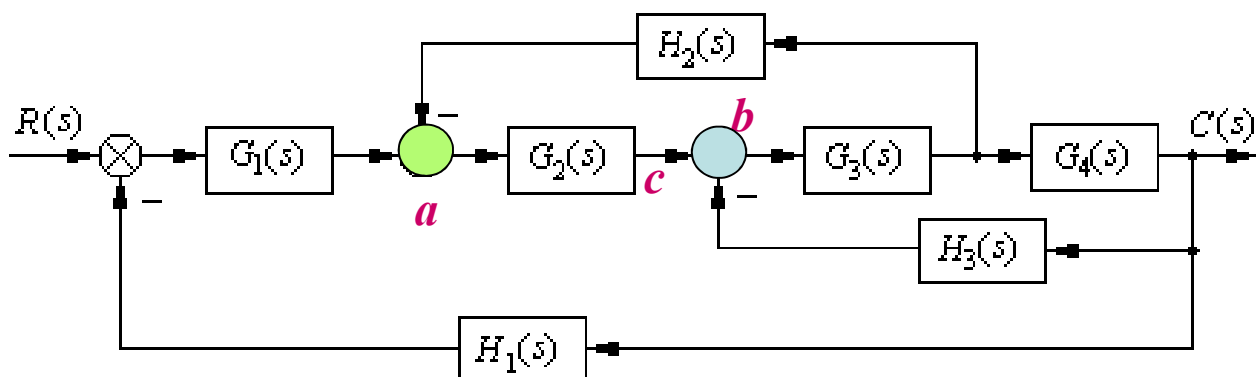 H₂(s)
R(s) G₁(s) − G₂(s) b G₃(s) G₄(s) C(s)
c
− a −
H₃(s)
H₁(s)